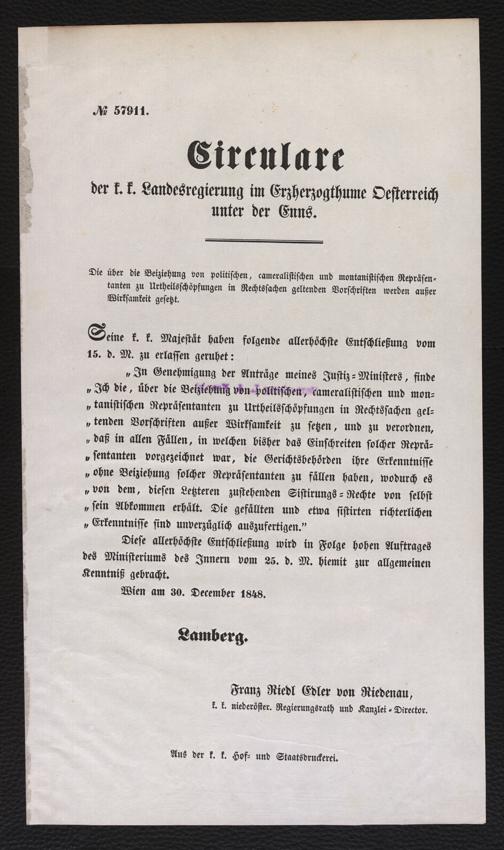 № 57911.
Circulare
der k. k. Landesregierung im Erzherzogthume Oesterreich
unter der Enns.
Die über die Beiziehung von politischen, cameralistischen und montanistischen Repräsen-
tanten zu Urtheilsschöpfungen in Rechtssachen geltenden Vorschriften werden außer
Wirksamkeit gesetzt.
Seine k. k. Majestät haben folgende allerhöchste Entschließung vom
15. d. M. zu erlassen geruhet:
„In Genehmigung der Anträge meines Justiz-Ministers, finde
„Ich die, über die Beiziehung von politischen, cameralistischen und mon-
„tanistischen Repräsentanten zu Urtheilsschöpfungen in Rechtssachen gel-
„tenden Vorschriften außer Wirksamkeit zu setzen, und zu verordnen,
„daß in allen Fällen, in welchen bisher das Einschreiten solcher Reprä-
„sentanten vorgezeichnet war, die Gerichtsbehörden ihre Erkenntnisse
„ohne Beiziehung solcher Repräsentanten zu fällen haben, wodurch es
„von dem, diesen Letzteren zustehenden Sistirungs-Rechte von selbst
„sein Abkommen erhält. Die gefällten und etwa sistirten richterlichen
„Erkenntnisse sind unverzüglich auszufertigen.”
Diese allerhöchste Entschließung wird in Folge hohen Auftrages
des Ministeriums des Innern vom 25. d. M. hiemit zur allgemeinen
Kenntniß gebracht.
Wien am 30. December 1848.
Lamberg.
Franz Riedl Edler von Riedenau,
k. k. niederöster. Regierungsrath und Kanzlei-Director.
Aus der k. k. Hof- und Staatsdruckerei.